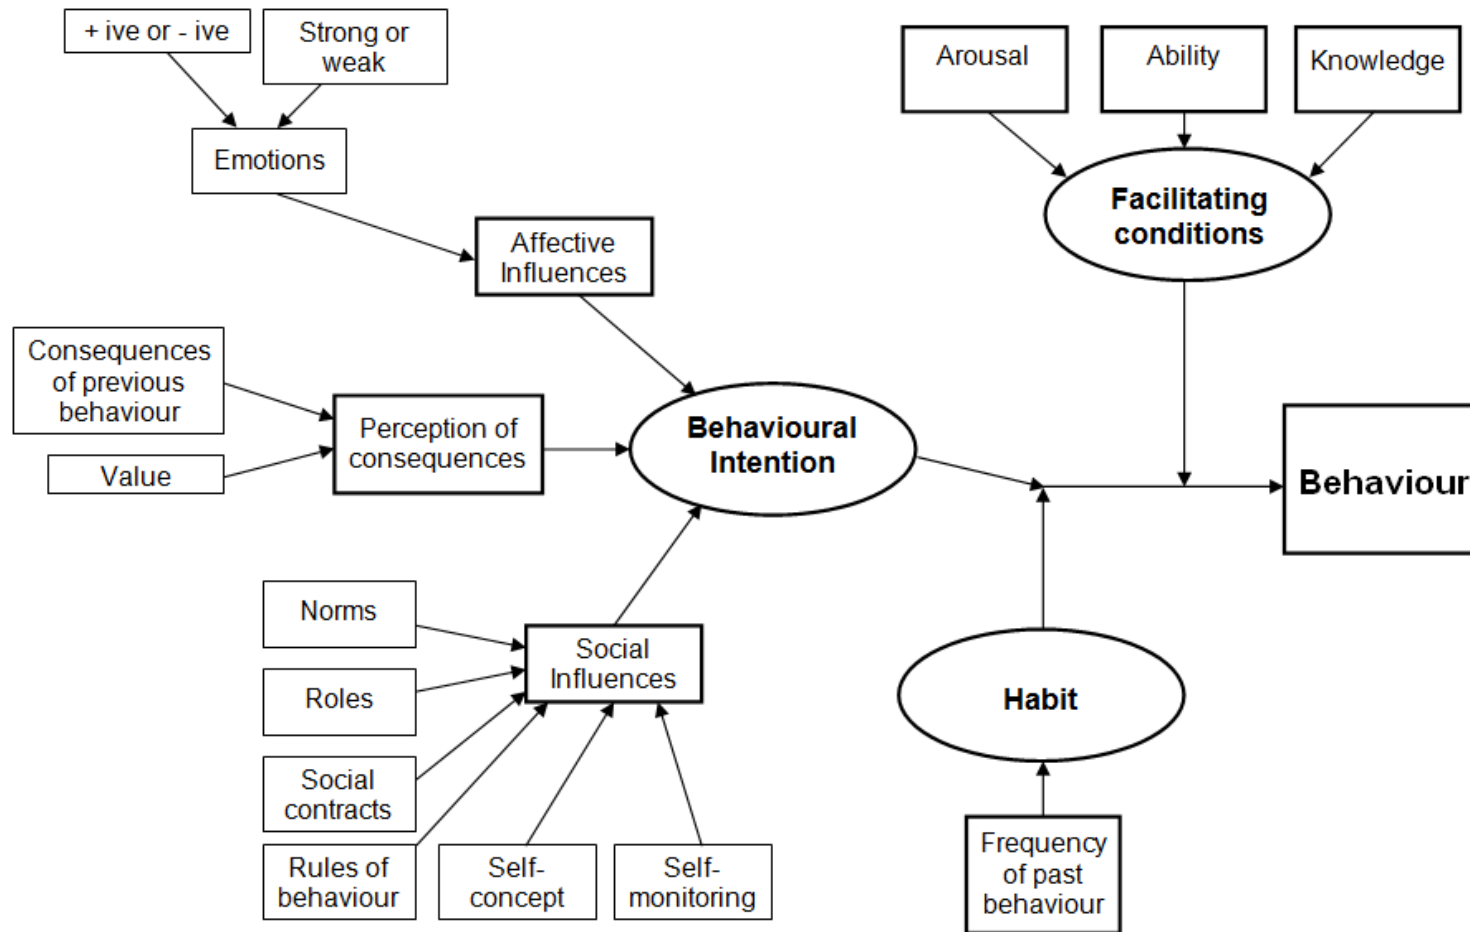 + ive or - ive
Strong or
weak
Emotions
Affective
Influences
Arousal
Ability
Knowledge
Facilitating
conditions
Consequences
of previous
behaviour
Value
Perception of
consequences
Behavioural
Intention
Behaviour
Norms
Roles
Social
contracts
Rules of
behaviour
Self-
concept
Self-
monitoring
Social
Influences
Habit
Frequency
of past
behaviour